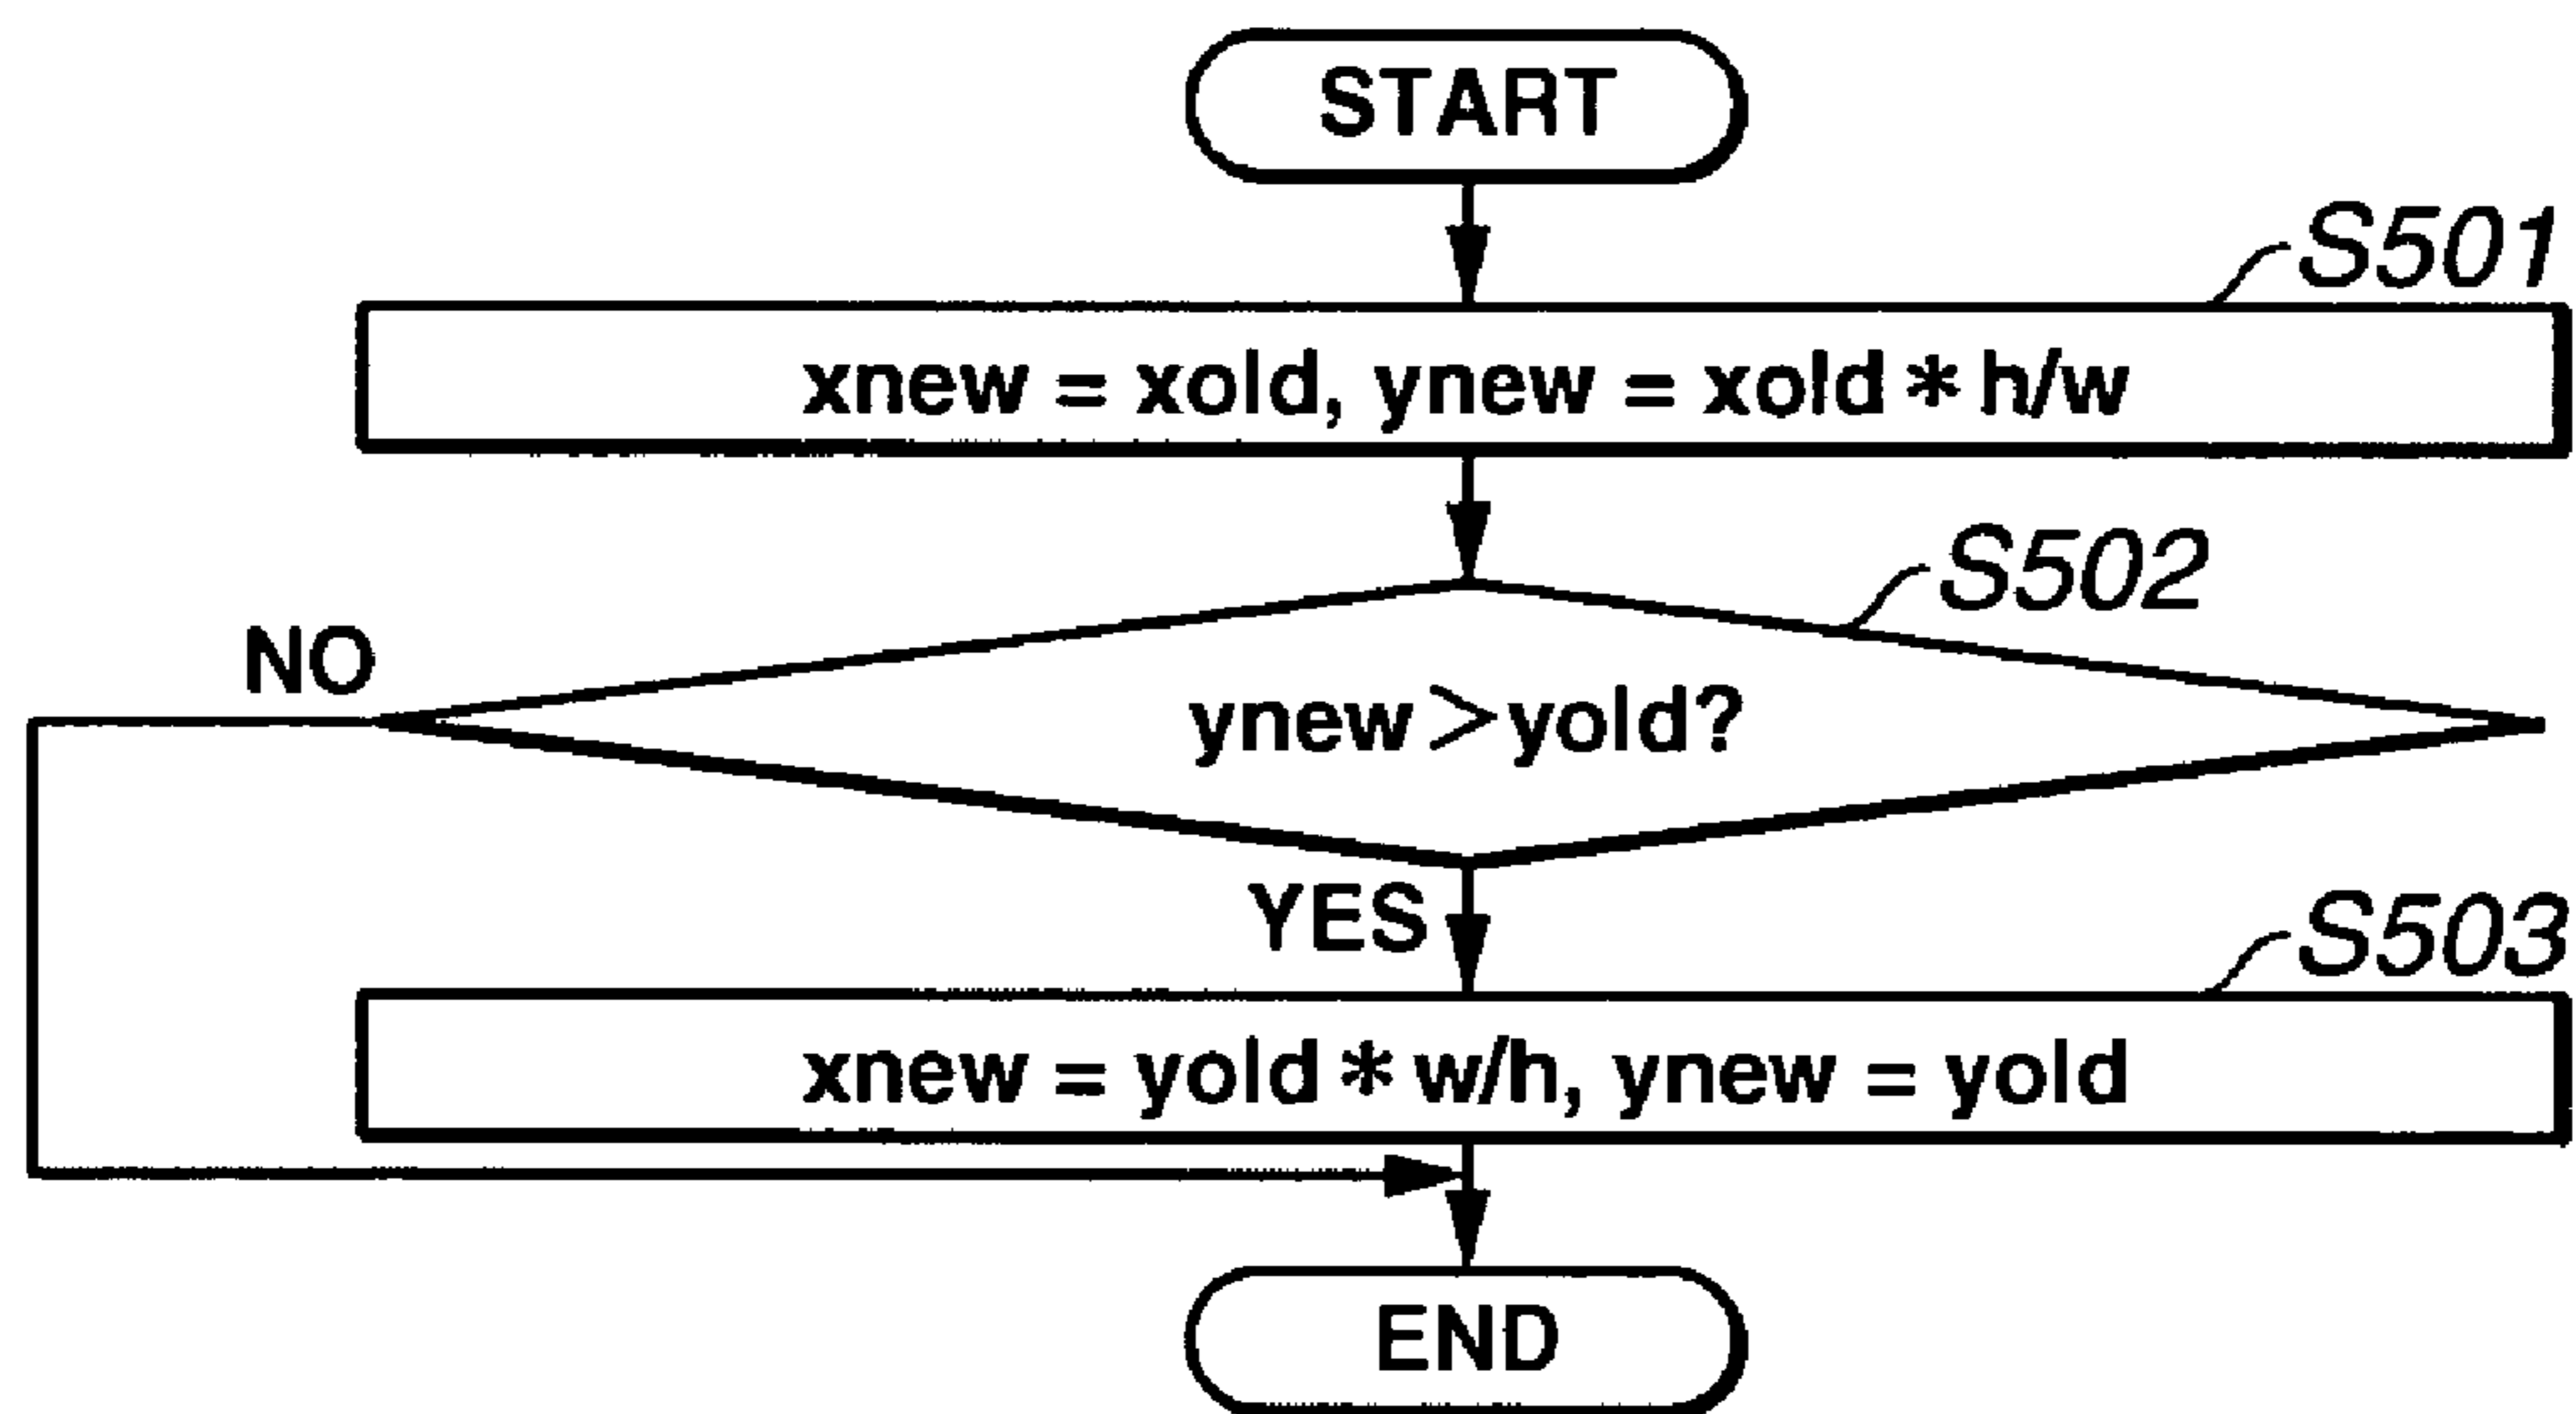 START
S501
xnew = xold, ynew = xold * h/w
S502
NO
ynew > yold?
YES
S503
xnew = yold * w/h, ynew = yold
END